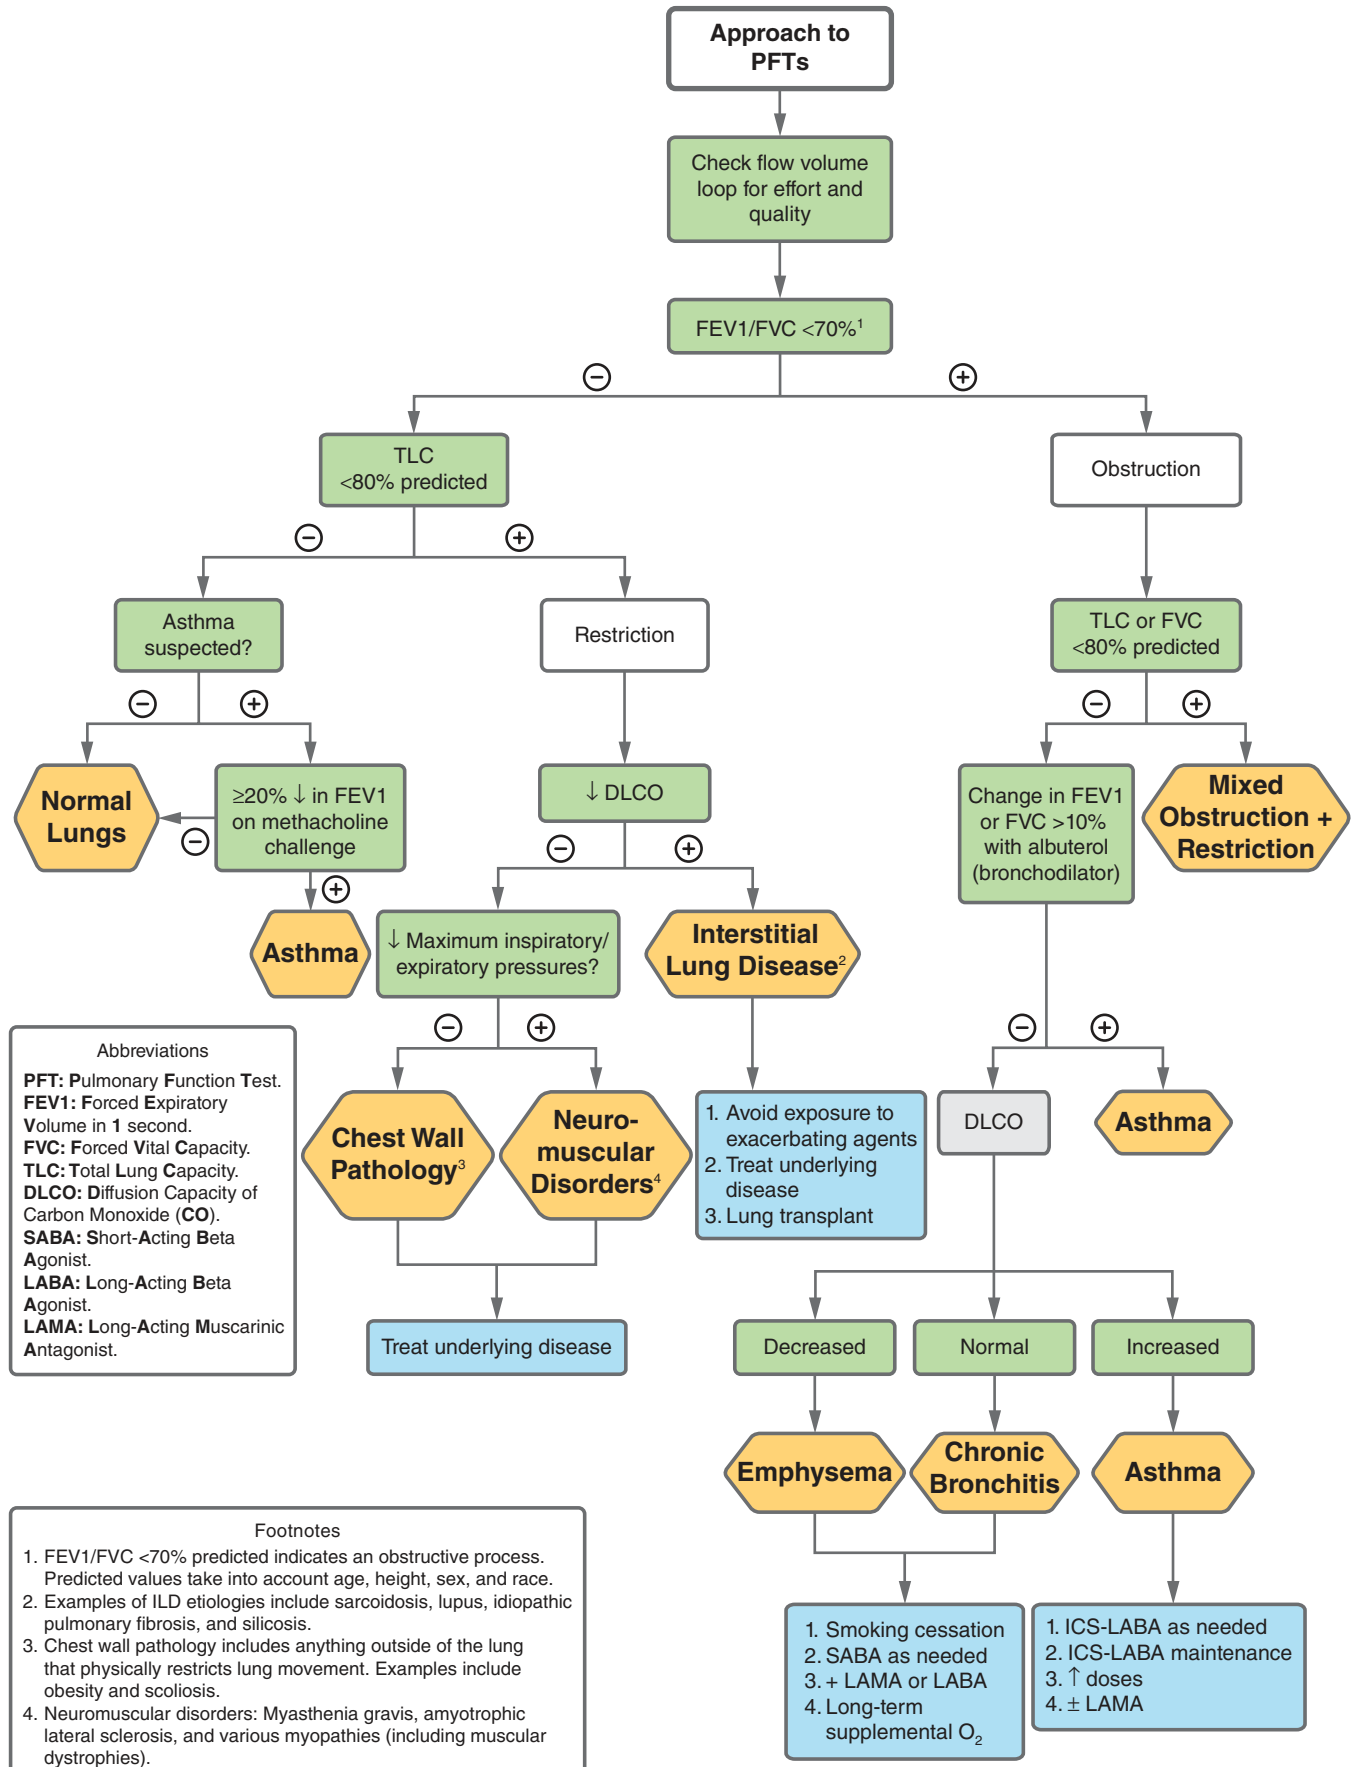 Approach to
PFTs
Check flow volume
loop for effort and
quality
FEV1/FVC <70%¹
−
+
TLC
<80% predicted
Obstruction
−
+
Asthma
suspected?
Restriction
TLC or FVC
<80% predicted
−
+
−
+
Normal
Lungs
≥20% ↓ in FEV1
on methacholine
challenge
−
+
Asthma
↓ DLCO
−
+
Change in FEV1
or FVC >10%
with albuterol
(bronchodilator)
Mixed
Obstruction +
Restriction
↓ Maximum inspiratory/
expiratory pressures?
Interstitial
Lung Disease²
−
+
−
+
Chest Wall
Pathology³
Neuro-
muscular
Disorders⁴
1. Avoid exposure to
exacerbating agents
2. Treat underlying
disease
3. Lung transplant
DLCO
Asthma
Treat underlying disease
Decreased
Normal
Increased
Emphysema
Chronic
Bronchitis
Asthma
1. Smoking cessation
2. SABA as needed
3. + LAMA or LABA
4. Long-term
supplemental O₂
1. ICS-LABA as needed
2. ICS-LABA maintenance
3. ↑ doses
4. ± LAMA
Abbreviations
PFT: Pulmonary Function Test.
FEV1: Forced Expiratory
Volume in 1 second.
FVC: Forced Vital Capacity.
TLC: Total Lung Capacity.
DLCO: Diffusion Capacity of
Carbon Monoxide (CO).
SABA: Short-Acting Beta
Agonist.
LABA: Long-Acting Beta
Agonist.
LAMA: Long-Acting Muscarinic
Antagonist.
Footnotes
1. FEV1/FVC <70% predicted indicates an obstructive process.
Predicted values take into account age, height, sex, and race.
2. Examples of ILD etiologies include sarcoidosis, lupus, idiopathic
pulmonary fibrosis, and silicosis.
3. Chest wall pathology includes anything outside of the lung
that physically restricts lung movement. Examples include
obesity and scoliosis.
4. Neuromuscular disorders: Myasthenia gravis, amyotrophic
lateral sclerosis, and various myopathies (including muscular
dystrophies).